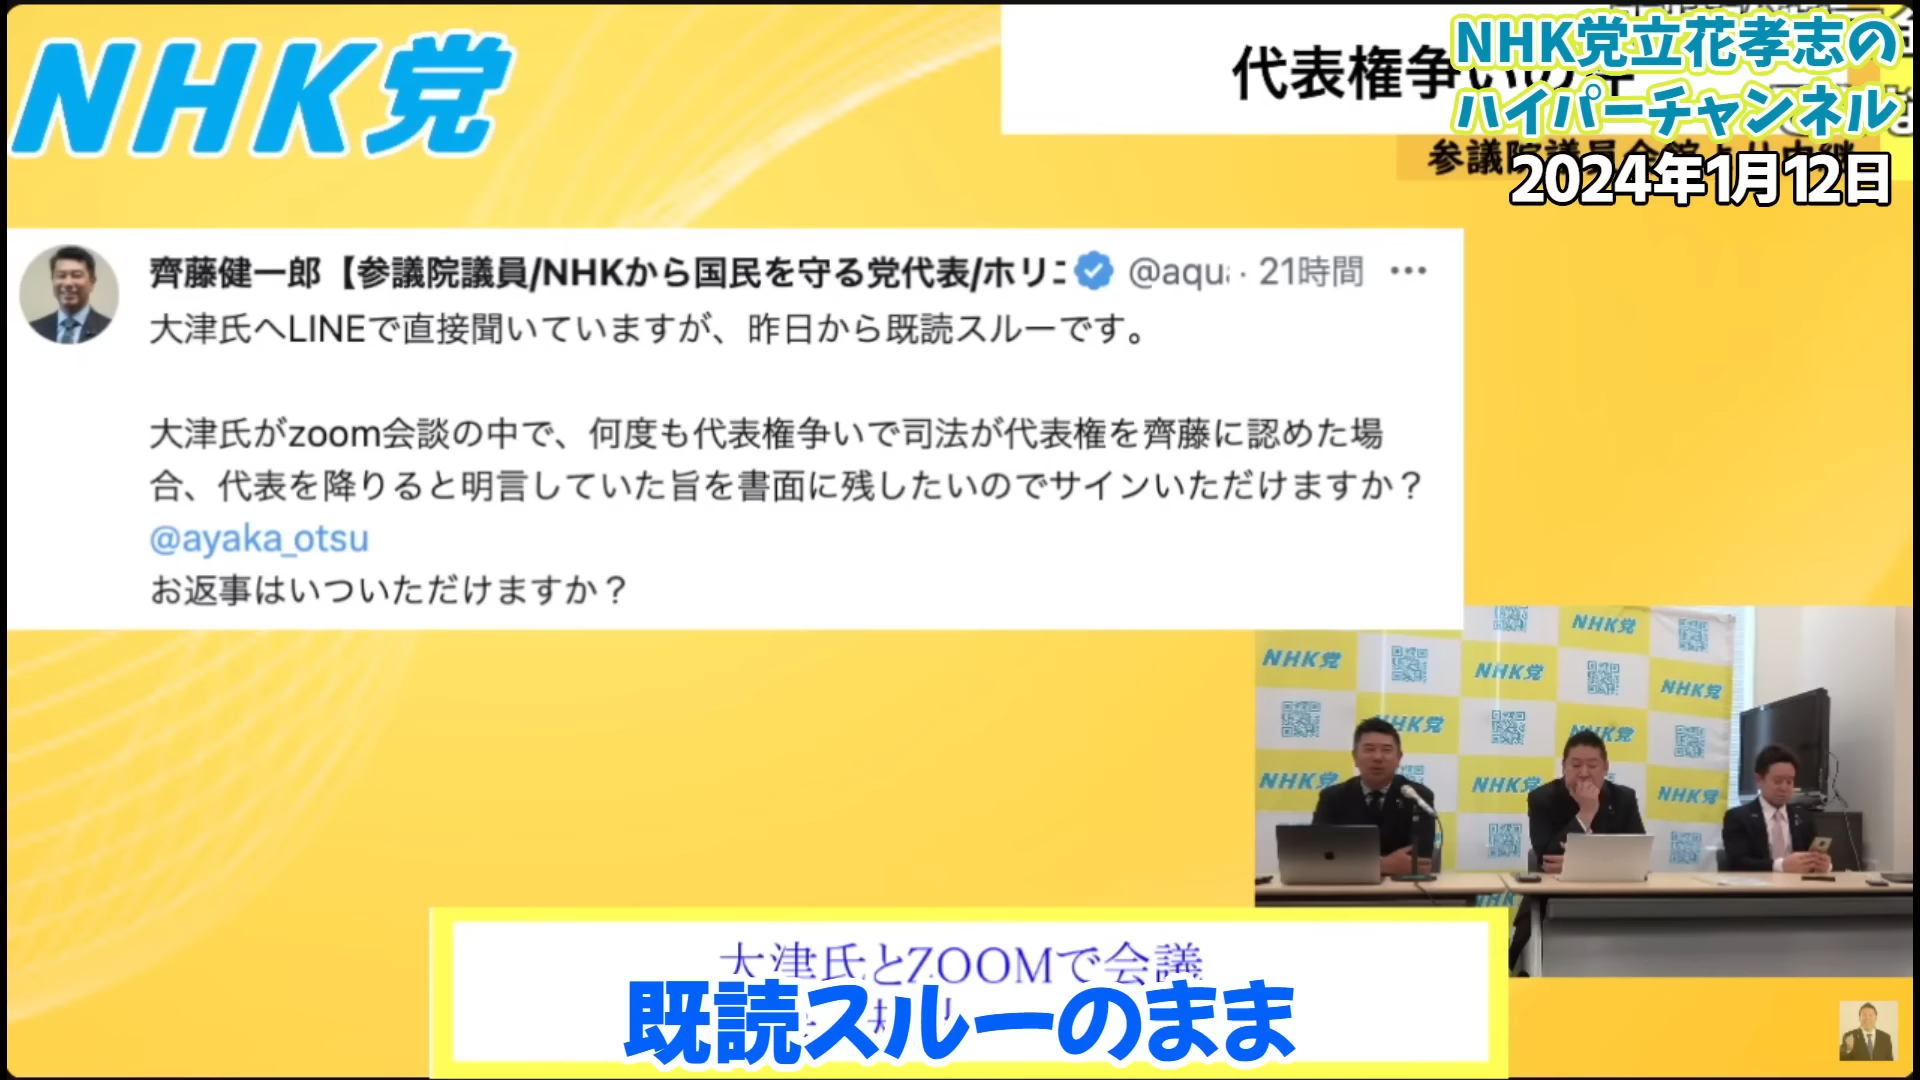 NHK党
代表権争い
NHK党立花孝志の
ハイパーチャンネル
2024年1月12日
齊藤健一郎【参議院議員/NHKから国民を守る党代表/ホリエ @aqu · 21時間
大津氏へLINEで直接聞いていますが、昨日から既読スルーです。
大津氏がzoom会談の中で、何度も代表権争いで司法が代表権を齊藤に認めた場
合、代表を降りると明言していた旨を書面に残したいのでサインいただけますか？
@ayaka_otsu
お返事はいついただけますか？
NHK党
NHK党
NHK党
NHK党
NHK党
NHK党
NHK党
NHK党
NHK党
大津氏とZOOMで会議
既読スルーのまま